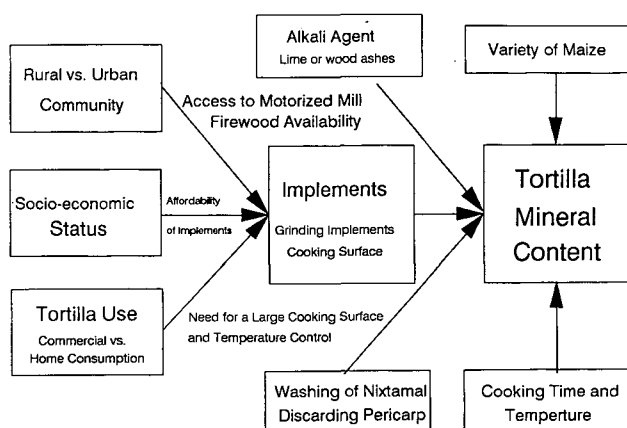 Rural vs. Urban
Community
Alkali Agent
Lime or wood ashes
Variety of Maize
Access to Motorized Mill
Firewood Availability
Socio-economic
Status
Affordability
of Implements
Implements
Grinding Implements
Cooking Surface
Tortilla
Mineral
Content
Tortilla Use
Commercial vs.
Home Consumption
Need for a Large Cooking Surface
and Temperature Control
Washing of Nixtamal
Discarding Pericarp
Cooking Time and
Temperture